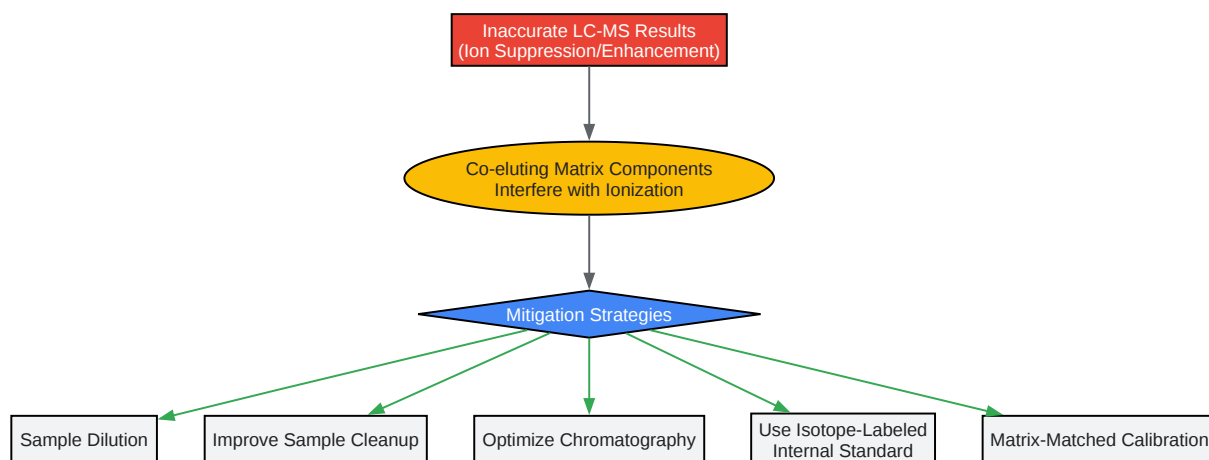 Inaccurate LC-MS Results
(Ion Suppression/Enhancement)
Co-eluting Matrix Components
Interfere with Ionization
Mitigation Strategies
Sample Dilution
Improve Sample Cleanup
Optimize Chromatography
Use Isotope-Labeled
Internal Standard
Matrix-Matched Calibration